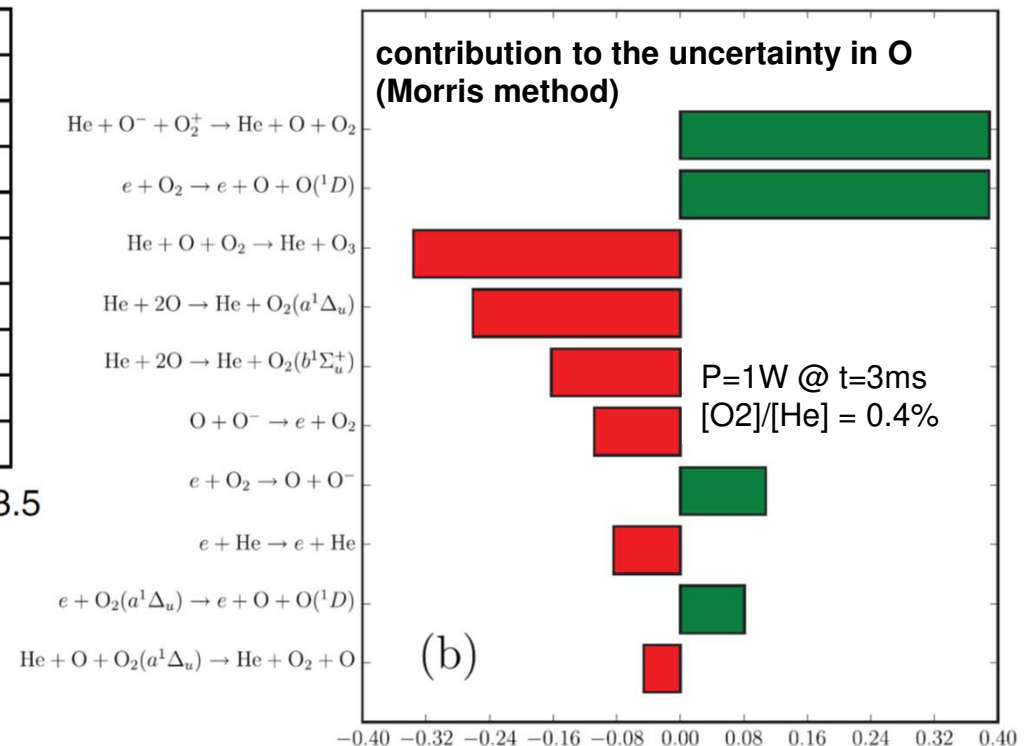 contribution to the uncertainty in O
(Morris method)
He + O⁻ + O₂⁺ → He + O + O₂
e + O₂ → e + O + O(¹D)
He + O + O₂ → He + O₃
He + 2O → He + O₂(a¹Δᵤ)
He + 2O → He + O₂(b¹Σᵤ⁺)
P=1W @ t=3ms
[O2]/[He] = 0.4%
O + O⁻ → e + O₂
e + O₂ → O + O⁻
3.5
e + He → e + He
e + O₂(a¹Δᵤ) → e + O + O(¹D)
He + O + O₂(a¹Δᵤ) → He + O₂ + O
(b)
−0.40 −0.32 −0.24 −0.16 −0.08 0.00 0.08 0.16 0.24 0.32 0.40